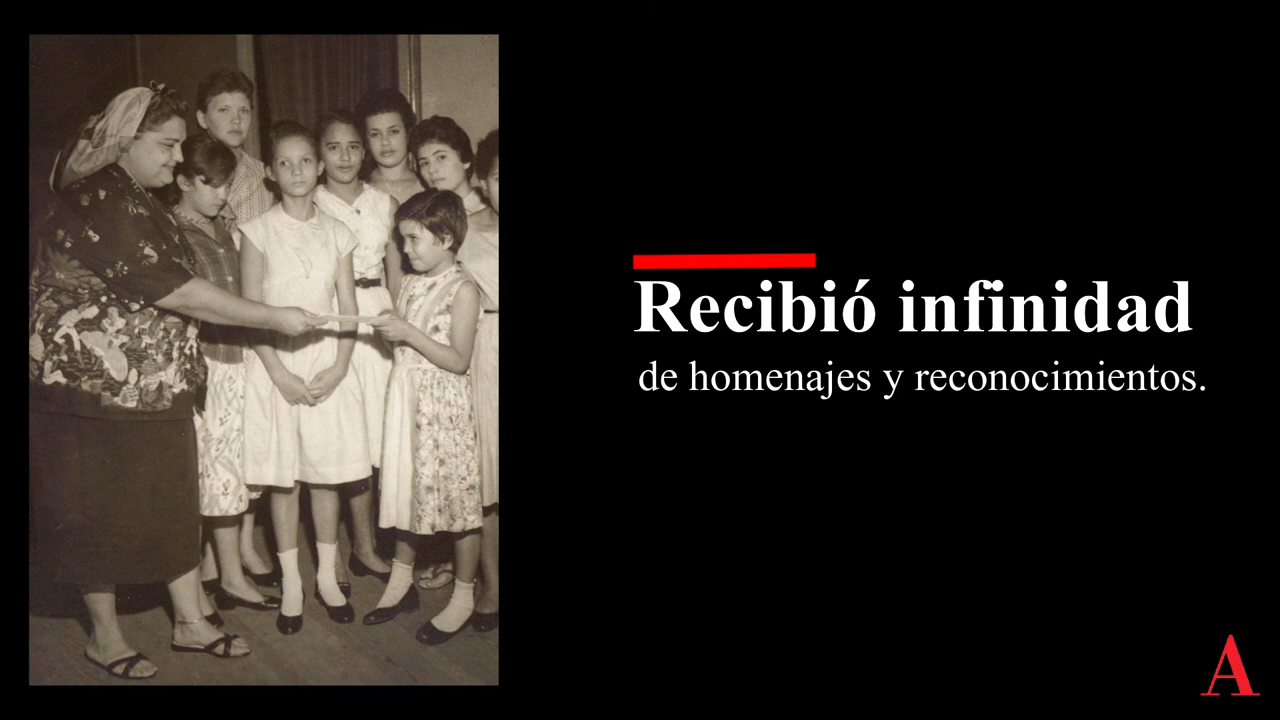 Recibió infinidad
de homenajes y reconocimientos.
A